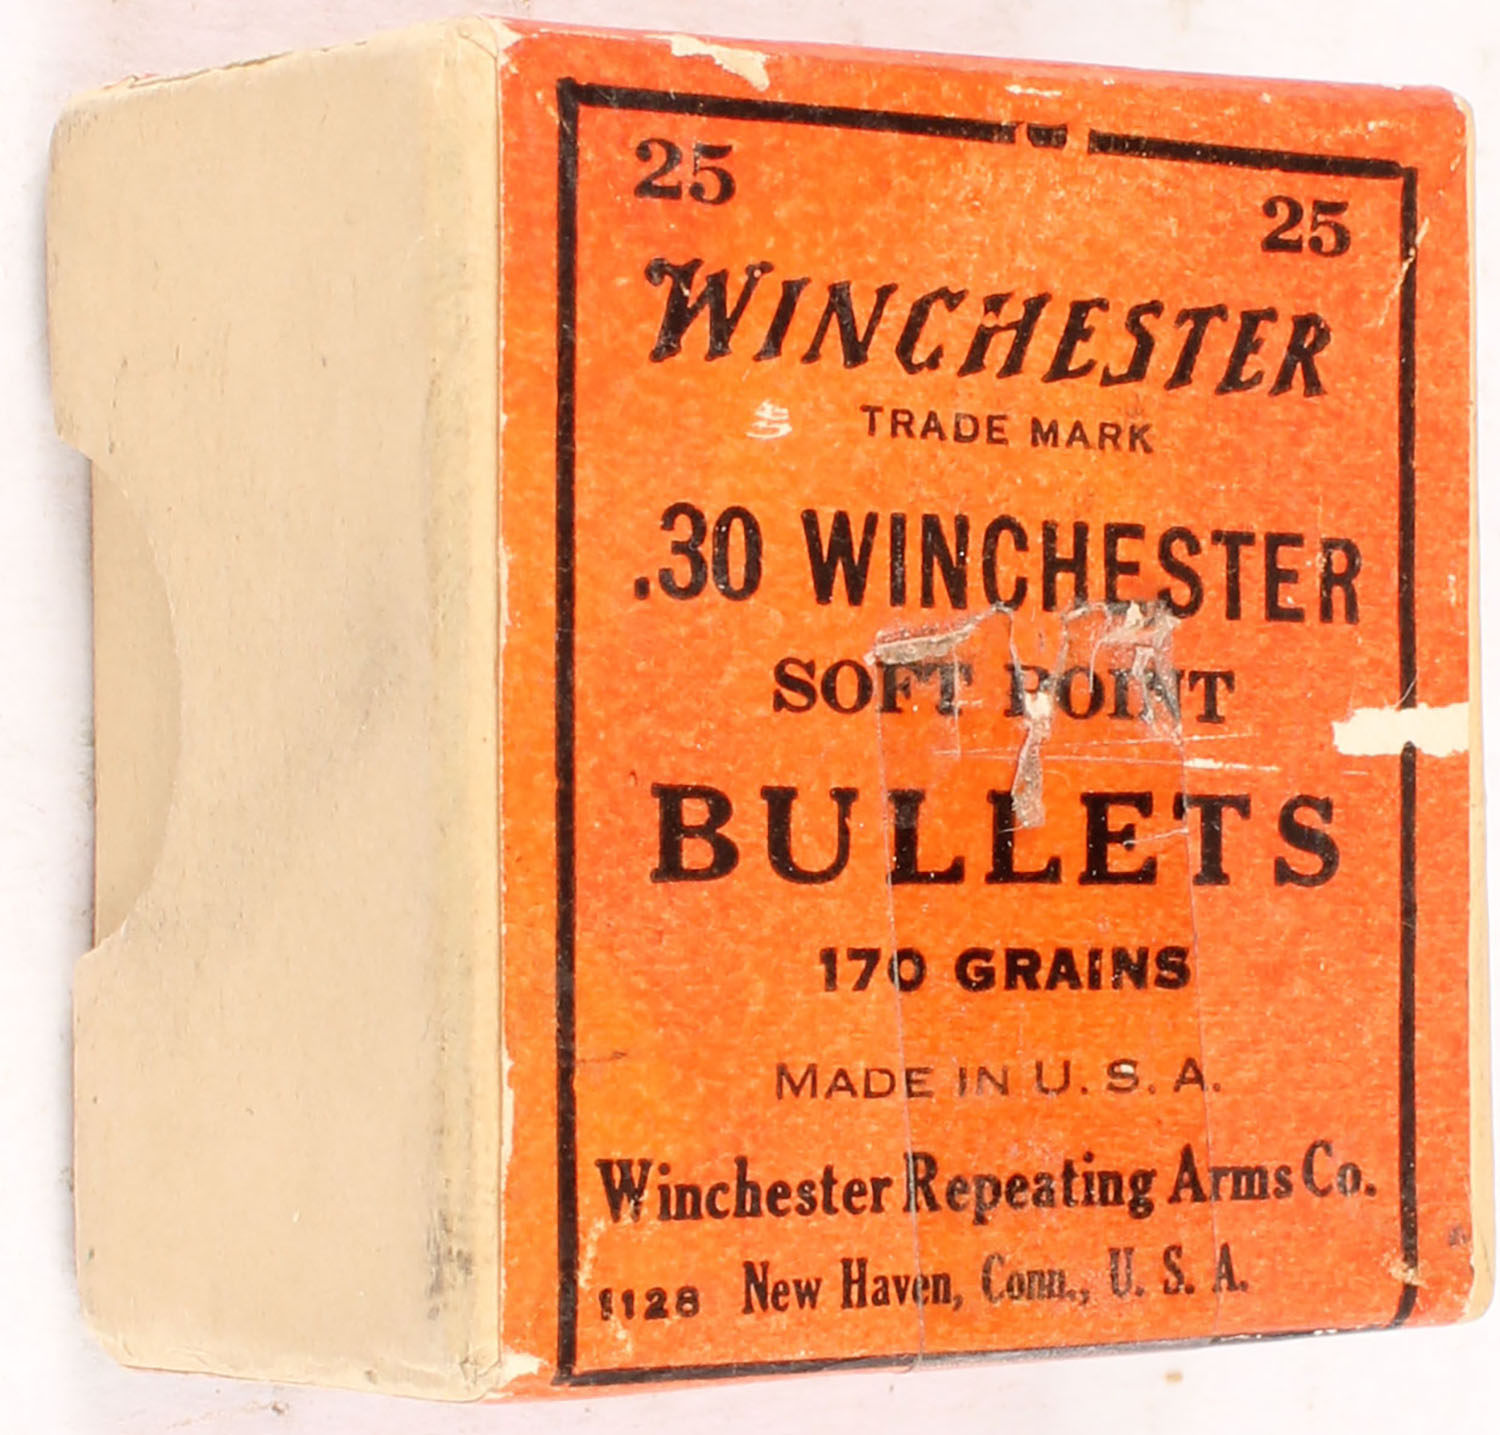 25
25
WINCHESTER
TRADE MARK
.30 WINCHESTER
SOFT POINT
BULLETS
170 GRAINS
MADE IN U. S. A.
Winchester Repeating Arms Co.
1128 New Haven, Conn., U. S. A.